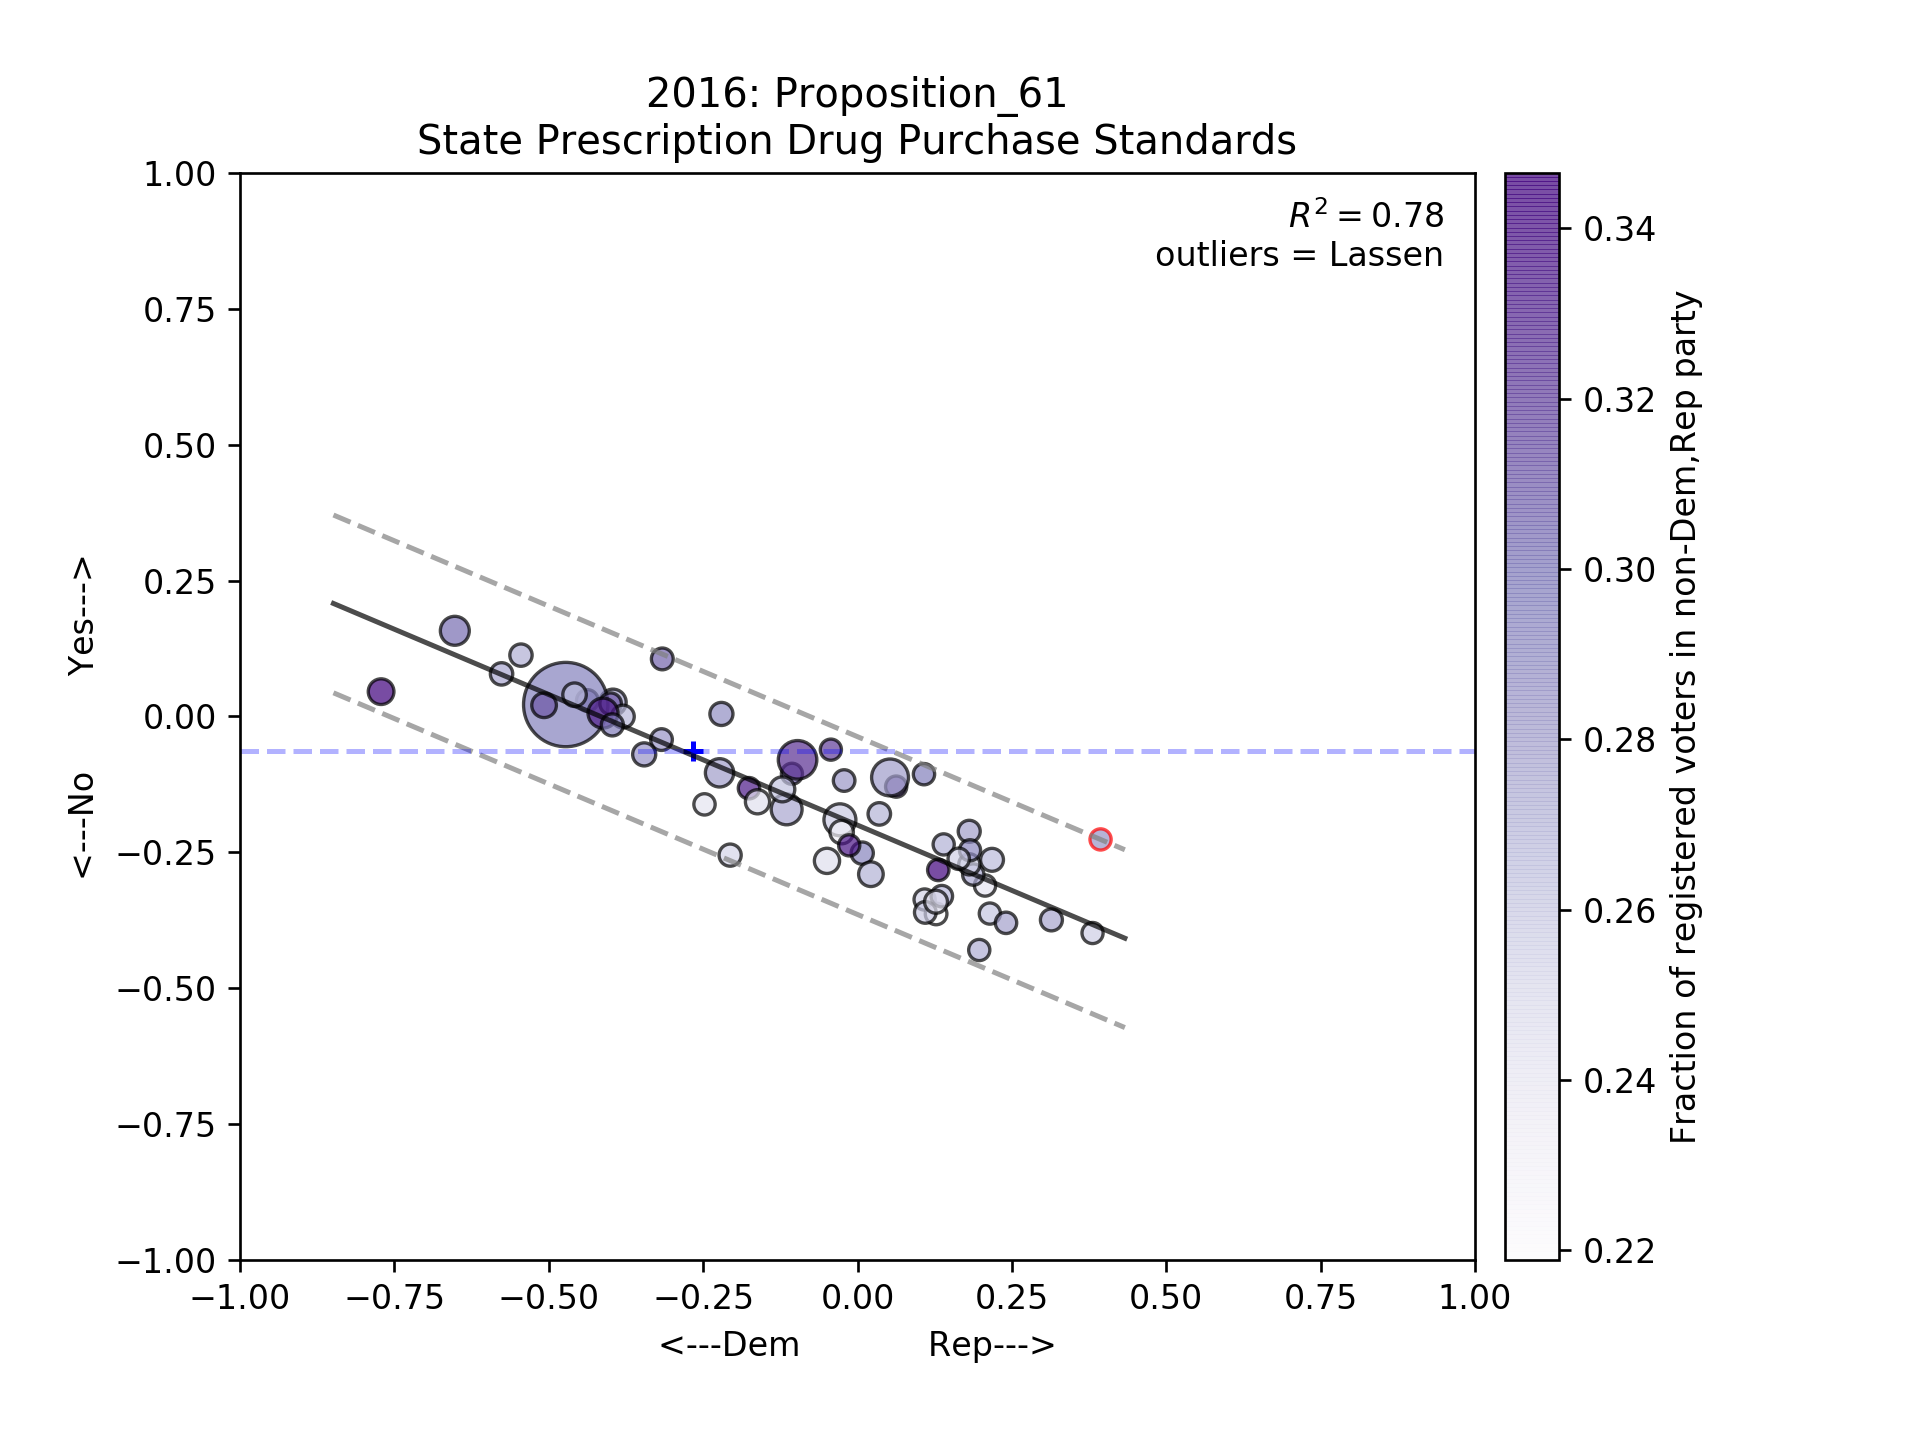 2016: Proposition_61
State Prescription Drug Purchase Standards
R² = 0.78
outliers = Lassen
1.00
0.75
0.50
0.25
0.00
−0.25
−0.50
−0.75
−1.00
<---No Yes--->
−1.00 −0.75 −0.50 −0.25 0.00 0.25 0.50 0.75 1.00
<---Dem Rep--->
0.34
0.32
0.30
0.28
0.26
0.24
0.22
Fraction of registered voters in non-Dem,Rep party